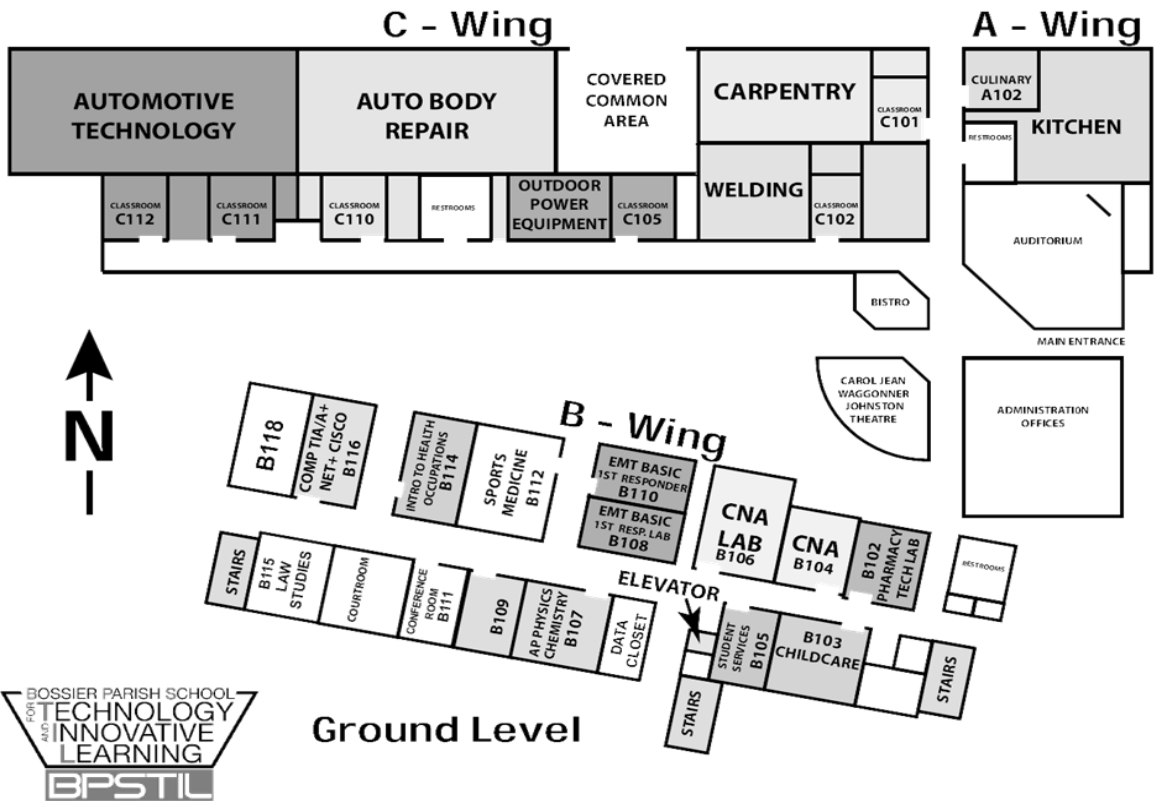 C - Wing
A - Wing
AUTOMOTIVE
TECHNOLOGY
AUTO BODY
REPAIR
COVERED
COMMON
AREA
CARPENTRY
CLASSROOM
C101
CULINARY
A102
KITCHEN
RESTROOMS
CLASSROOM
C112
CLASSROOM
C111
CLASSROOM
C110
RESTROOMS
OUTDOOR
POWER
EQUIPMENT
CLASSROOM
C105
WELDING
CLASSROOM
C102
AUDITORIUM
BISTRO
MAIN ENTRANCE
CAROL JEAN
WAGGONNER
JOHNSTON
THEATRE
ADMINISTRATION
OFFICES
N
B - Wing
B118
COMP TIA/A+
NET+ CISCO
B116
INTRO TO HEALTH
OCCUPATIONS
B114
SPORTS
MEDICINE
B112
EMT BASIC
1ST RESPONDER
B110
EMT BASIC
1ST RESP. LAB
B108
CNA
LAB
B106
CNA
B104
B102
PHARMACY
TECH LAB
RESTROOMS
STAIRS
B115
LAW
STUDIES
COURTROOM
CONFERENCE
ROOM
B111
B109
AP PHYSICS
CHEMISTRY
B107
DATA
CLOSET
ELEVATOR
STAIRS
STUDENT
SERVICES
B105
B103
CHILDCARE
STAIRS
Ground Level
BOSSIER PARISH SCHOOL
FOR TECHNOLOGY
AND INNOVATIVE
LEARNING
BPSTIL